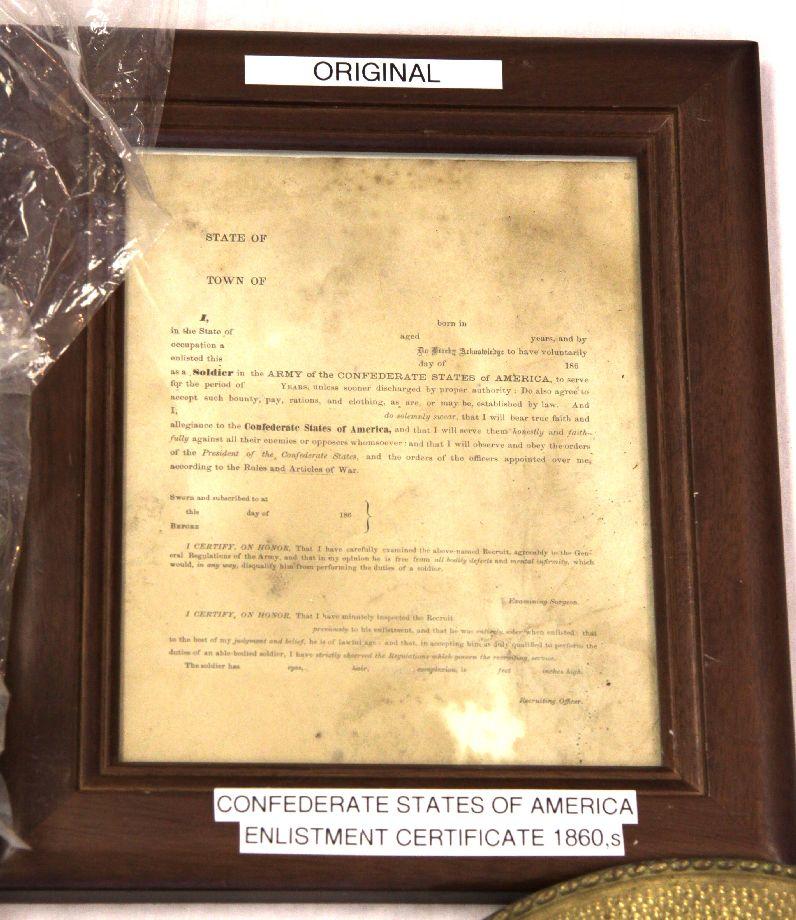 ORIGINAL
STATE OF
TOWN OF
I, born in
in the State of aged years, and by
occupation a Do Hereby Acknowledge to have voluntarily
enlisted this day of 186
as a Soldier in the ARMY of the CONFEDERATE STATES of AMERICA, to serve
for the period of YEARS, unless sooner discharged by proper authority: Do also agree to
accept such bounty, pay, rations, and clothing, as are, or may be, established by law. And
I, do solemnly swear, that I will bear true faith and
allegiance to the Confederate States of America, and that I will serve them honestly and faith-
fully against all their enemies or opposers whomsoever: and that I will observe and obey the orders
of the President of the Confederate States, and the orders of the officers appointed over me,
according to the Rules and Articles of War.
Sworn and subscribed to at
this day of 186
BEFORE
I CERTIFY, ON HONOR, That I have carefully examined the above-named Recruit, agreeably to the Gen-
eral Regulations of the Army, and that in my opinion he is free from all bodily defects and mental infirmity, which
would, in any way, disqualify him from performing the duties of a soldier.
Examining Surgeon.
I CERTIFY, ON HONOR, That I have minutely inspected the Recruit
previously to his enlistment, and that he was entirely sober when enlisted: that
to the best of my judgment and belief, he is of lawful age: and that, in accepting him as duly qualified to perform the
duties of an able-bodied soldier, I have strictly observed the Regulations which govern the recruiting service.
The soldier has eyes, hair, complexion, is feet inches high.
Recruiting Officer.
CONFEDERATE STATES OF AMERICA
ENLISTMENT CERTIFICATE 1860,s